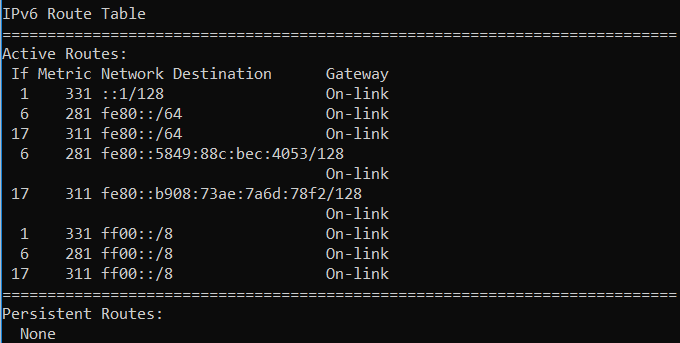 IPv6 Route Table
===========================================================================
Active Routes:
 If Metric Network Destination      Gateway
  1    331 ::1/128                  On-link
  6    281 fe80::/64                On-link
 17    311 fe80::/64                On-link
  6    281 fe80::5849:88c:bec:4053/128
                                    On-link
 17    311 fe80::b908:73ae:7a6d:78f2/128
                                    On-link
  1    331 ff00::/8                 On-link
  6    281 ff00::/8                 On-link
 17    311 ff00::/8                 On-link
===========================================================================
Persistent Routes:
  None